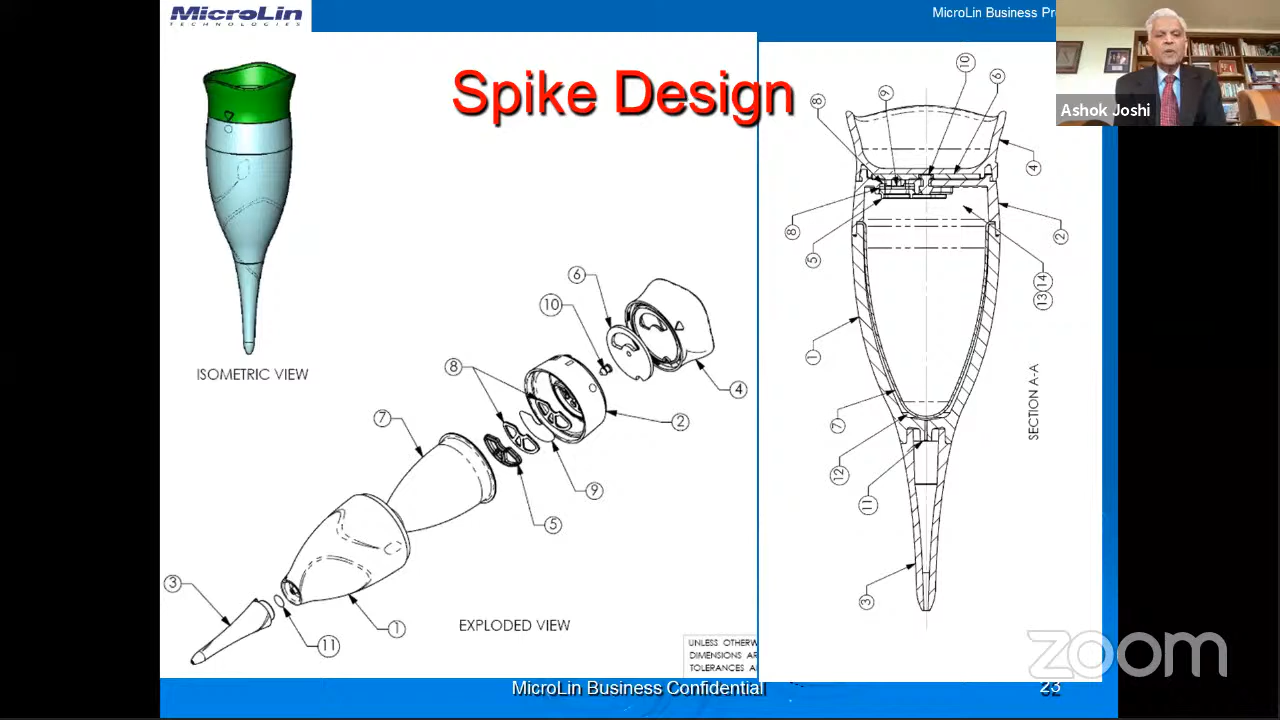 MICROLIN
TECHNOLOGIES
MicroLin Business Pr
Ashok Joshi
Spike Design
ISOMETRIC VIEW
6
10
8
4
2
7
9
5
3
1
11
EXPLODED VIEW
UNLESS OTHERW
DIMENSIONS AR
TOLERANCES A
10
6
9
8
4
8
2
5
14
13
1
SECTION A-A
7
12
11
3
zoom
MicroLin Business Confidential
23